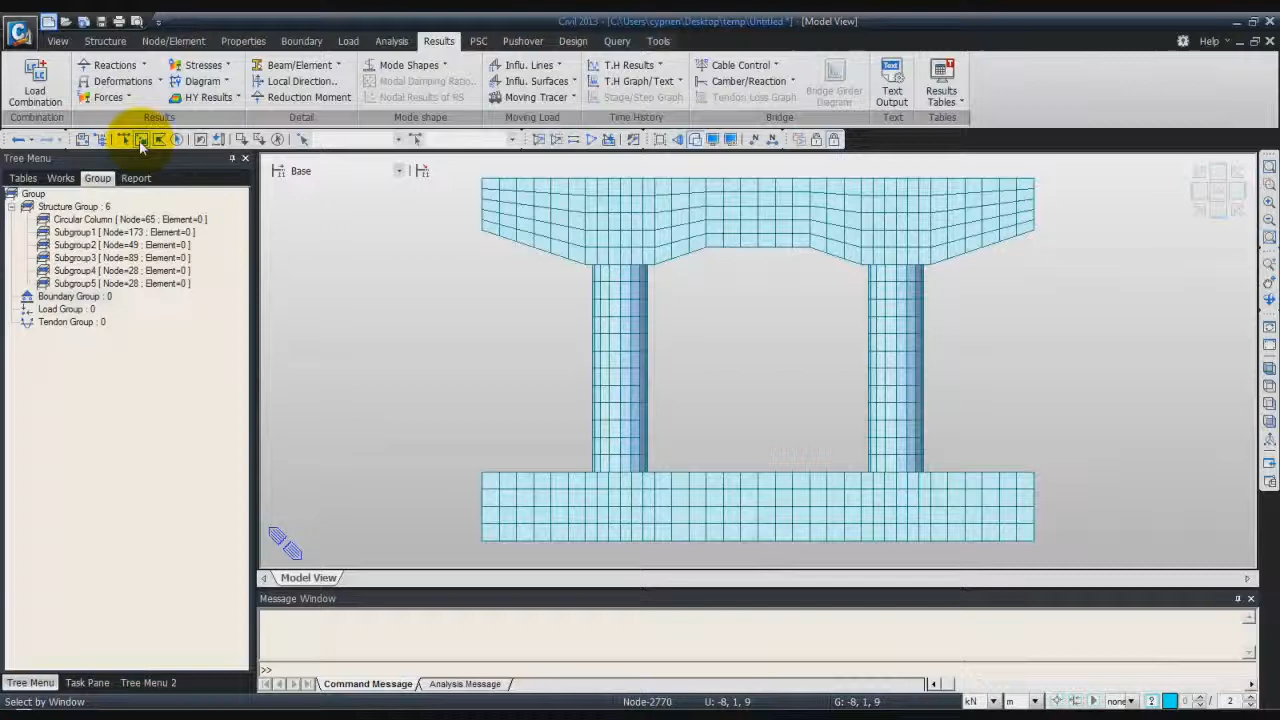 Civil 2013 - [C:\Users\cyprien\Desktop\temp\Untitled *] - [Model View]
View Structure Node/Element Properties Boundary Load Analysis Results PSC Pushover Design Query Tools Help
Load Combination
Reactions
Deformations
Forces
Stresses
Diagram
HY Results
Beam/Element
Local Direction..
Reduction Moment
Mode Shapes
Modal Damping Ratio..
Nodal Results of RS
Influ. Lines
Influ. Surfaces
Moving Tracer
T.H Results
T.H Graph/Text
Stage/Step Graph
Cable Control
Camber/Reaction
Tendon Loss Graph
Bridge Girder Diagram
Text Output
Results Tables
Combination Results Detail Mode shape Moving Load Time History Bridge Text Tables
Tree Menu
Tables Works Group Report
Base
Group
Structure Group : 6
Circular Column [ Node=65 ; Element=0 ]
Subgroup1 [ Node=173 ; Element=0 ]
Subgroup2 [ Node=49 ; Element=0 ]
Subgroup3 [ Node=89 ; Element=0 ]
Subgroup4 [ Node=28 ; Element=0 ]
Subgroup5 [ Node=28 ; Element=0 ]
Boundary Group : 0
Load Group : 0
Tendon Group : 0
Model View
Message Window
>>
Command Message Analysis Message
Tree Menu Task Pane Tree Menu 2
Select by Window Node-2770 U: -8, 1, 9 G: -8, 1, 9 kN m none 0 / 2